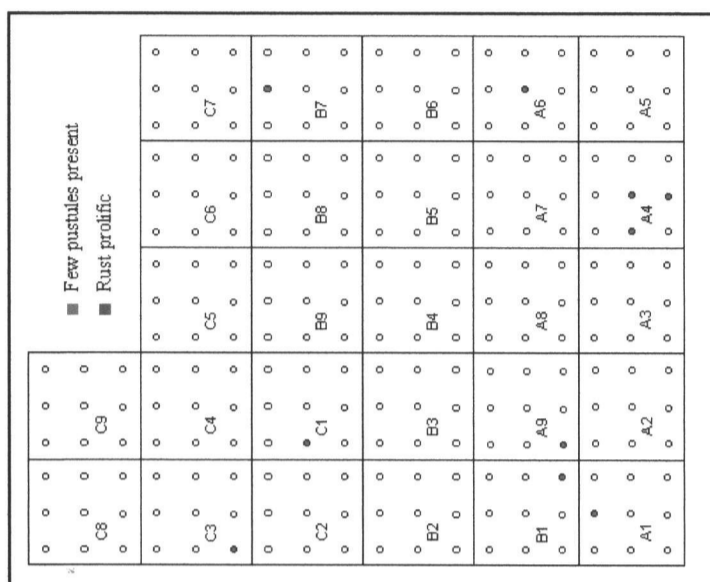 Few pustules present
Rust prolific
C8 C9
C3 C4 C5 C6 C7
C2 C1 B9 B8 B7
B2 B3 B4 B5 B6
B1 A9 A8 A7 A6
A1 A2 A3 A4 A5